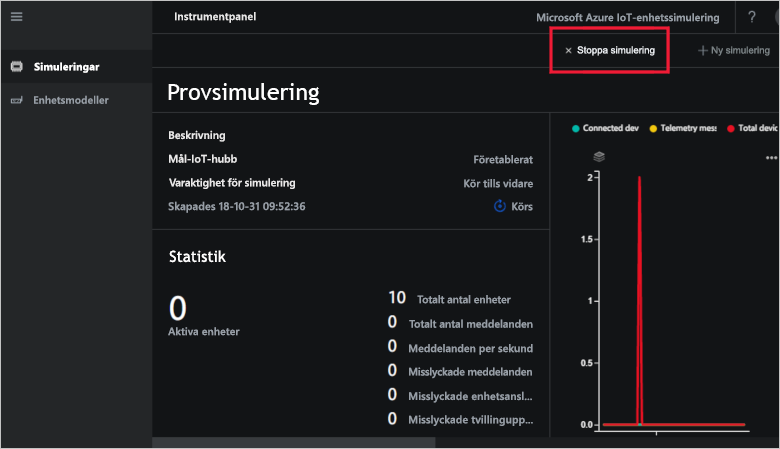 Instrumentpanel
Microsoft Azure IoT-enhetssimulering
?
× Stoppa simulering
+ Ny simulering
Simuleringar
Enhetsmodeller
Provsimulering
Beskrivning
Mål-IoT-hubb
Företablerat
Varaktighet för simulering
Kör tills vidare
Skapades 18-10-31 09:52:36
Körs
Statistik
0
Aktiva enheter
10 Totalt antal enheter
0 Totalt antal meddelanden
0 Meddelanden per sekund
0 Misslyckade meddelanden
0 Misslyckade enhetsansl...
0 Misslyckade tvillingupp...
Connected dev
Telemetry mes:
Total devic
2
1.5
1
0.5
0.0